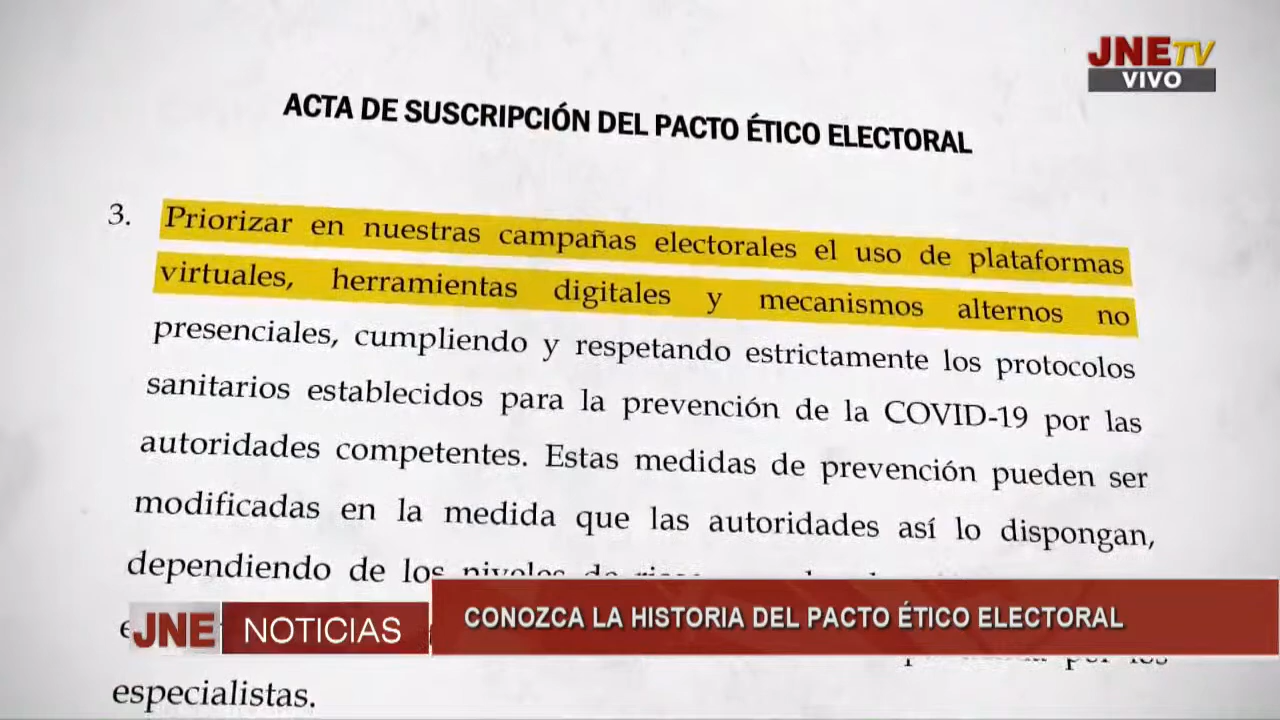 JNETV
VIVO
ACTA DE SUSCRIPCIÓN DEL PACTO ÉTICO ELECTORAL
3. Priorizar en nuestras campañas electorales el uso de plataformas
virtuales, herramientas digitales y mecanismos alternos no
presenciales, cumpliendo y respetando estrictamente los protocolos
sanitarios establecidos para la prevención de la COVID-19 por las
autoridades competentes. Estas medidas de prevención pueden ser
modificadas en la medida que las autoridades así lo dispongan,
dependiendo de los niveles de
especialistas.
JNE NOTICIAS
CONOZCA LA HISTORIA DEL PACTO ÉTICO ELECTORAL